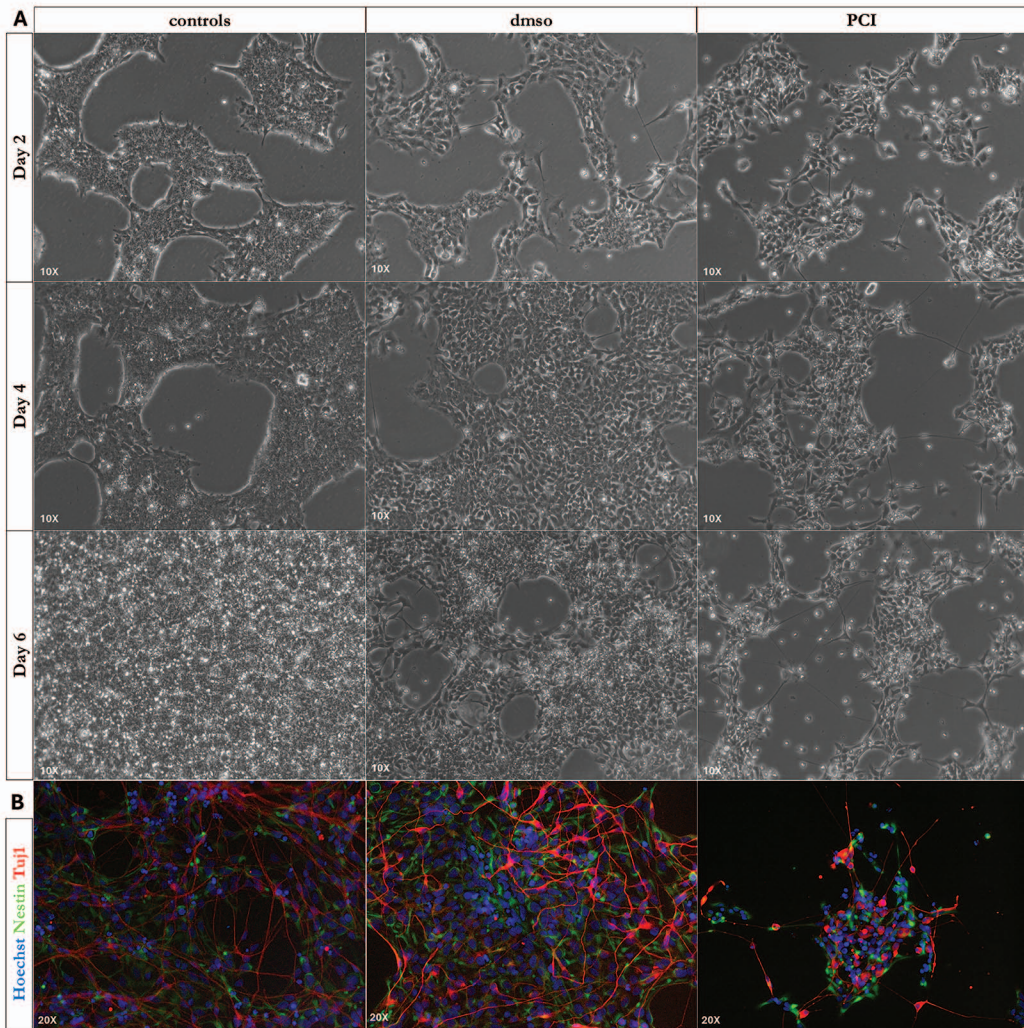 A
controls
dmso
PCI
Day 2
10X
10X
10X
Day 4
10X
10X
10X
Day 6
10X
10X
10X
B
Hoechst Nestin Tuj1
20X
20X
20X